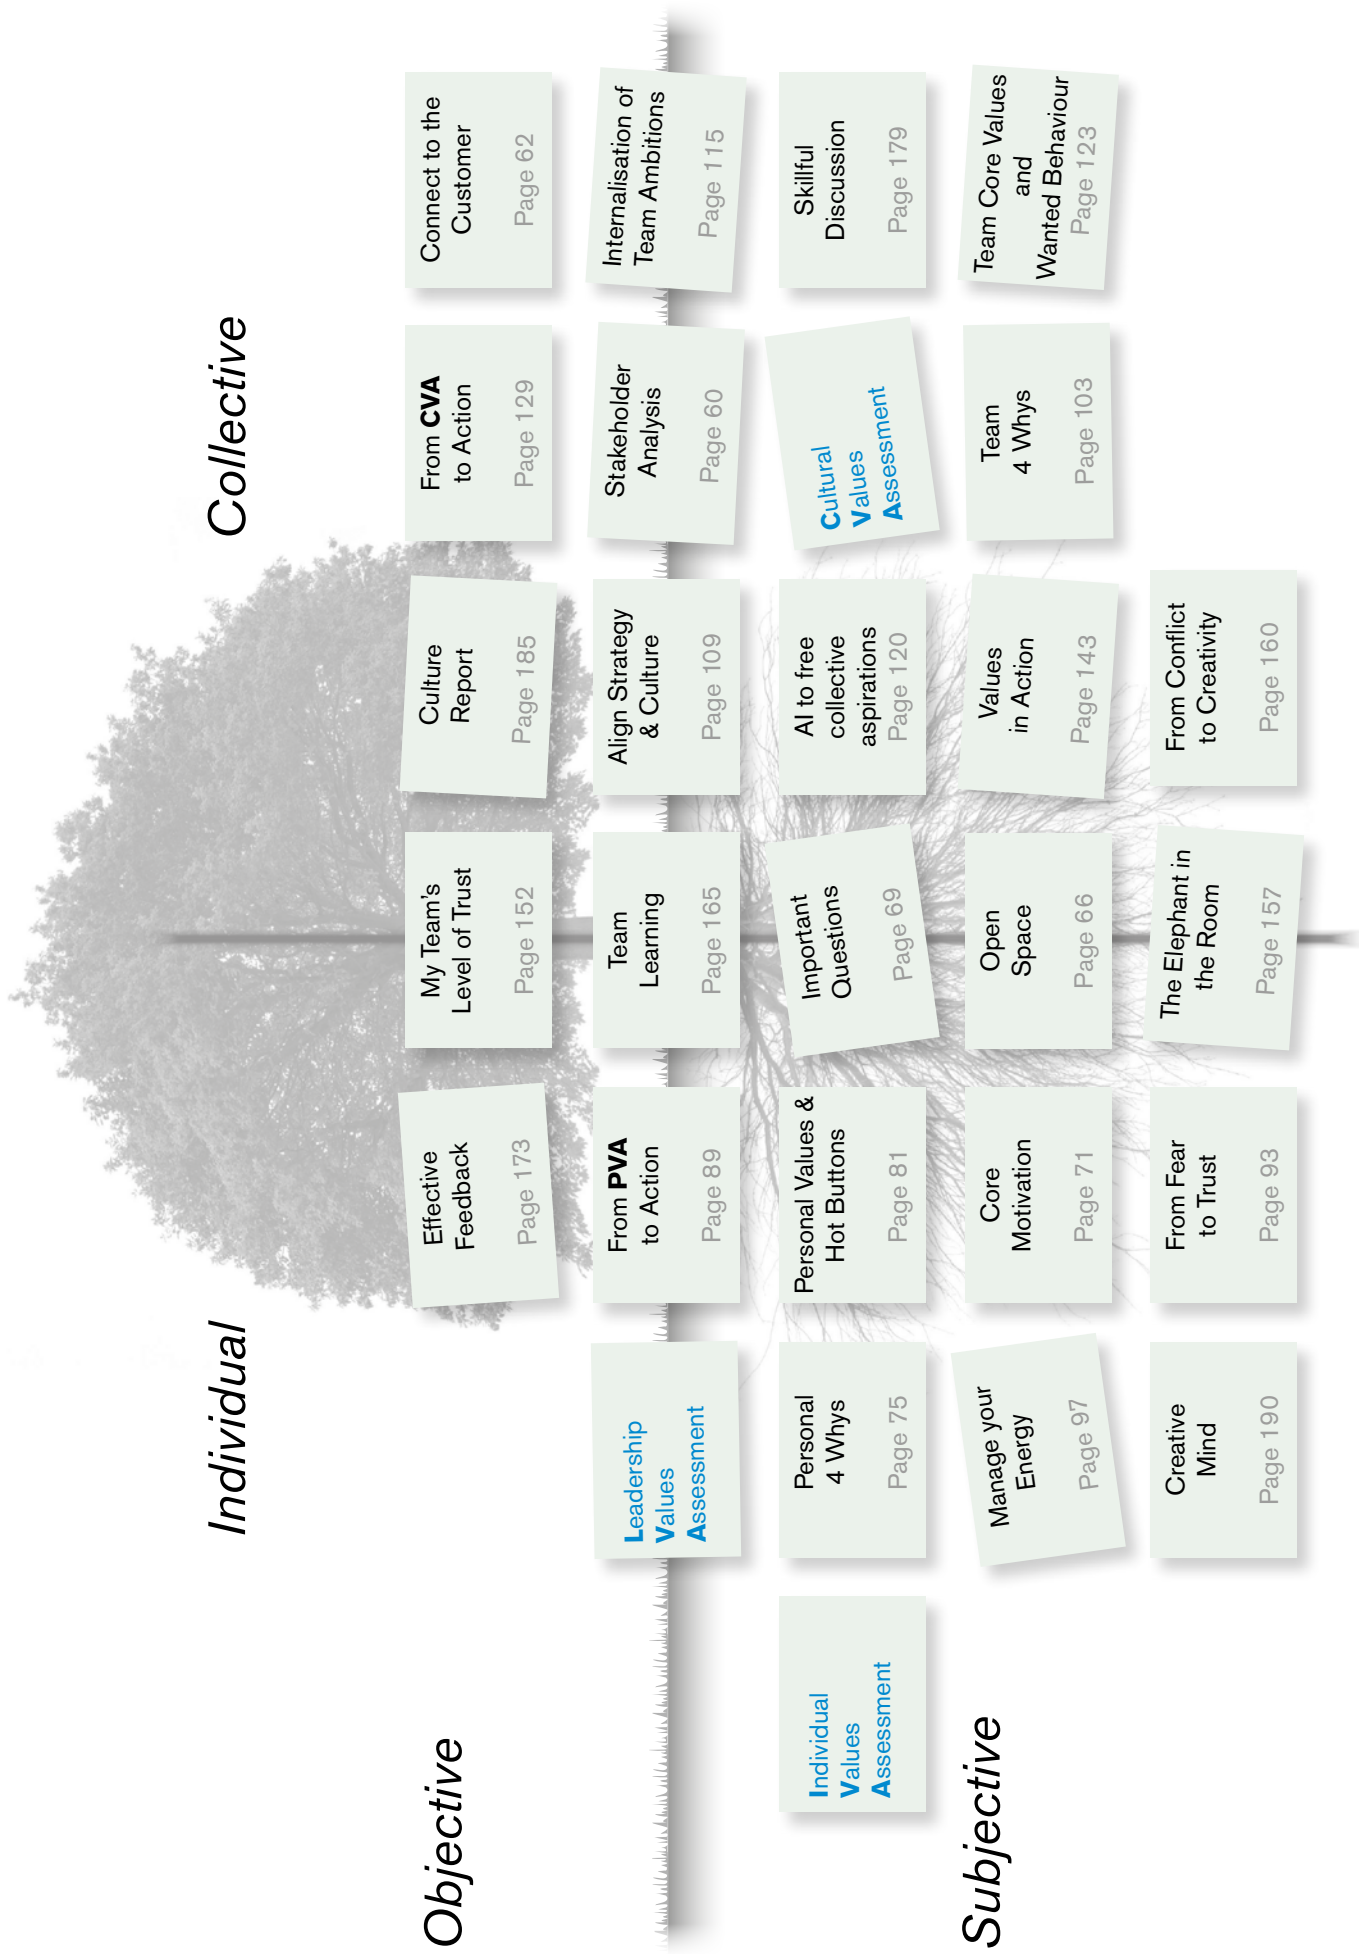 Individual
Collective
Objective
Effective
Feedback
Page 173
My Team's
Level of Trust
Page 152
Culture
Report
Page 185
From CVA
to Action
Page 129
Connect to the
Customer
Page 62
Leadership
Values
Assessment
From PVA
to Action
Page 89
Team
Learning
Page 165
Align Strategy
& Culture
Page 109
Stakeholder
Analysis
Page 60
Internalisation of
Team Ambitions
Page 115
Individual
Values
Assessment
Personal
4 Whys
Page 75
Personal Values &
Hot Buttons
Page 81
Important
Questions
Page 69
AI to free
collective
aspirations
Page 120
Cultural
Values
Assessment
Skillful
Discussion
Page 179
Subjective
Manage your
Energy
Page 97
Core
Motivation
Page 71
Open
Space
Page 66
Values
in Action
Page 143
Team
4 Whys
Page 103
Team Core Values
and
Wanted Behaviour
Page 123
Creative
Mind
Page 190
From Fear
to Trust
Page 93
The Elephant in
the Room
Page 157
From Conflict
to Creativity
Page 160